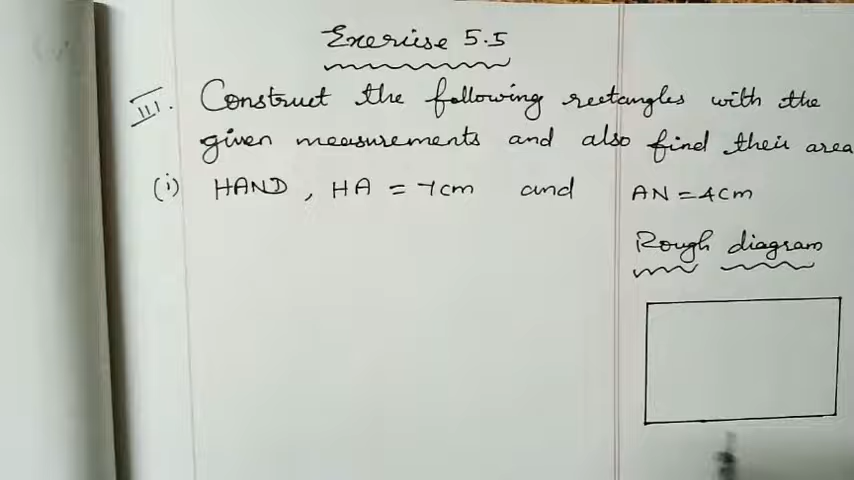 Exercise 5.5
III. Construct the following rectangles with the
given measurements and also find their area
(i) HAND, HA = 7cm and AN = 4cm
Rough diagram